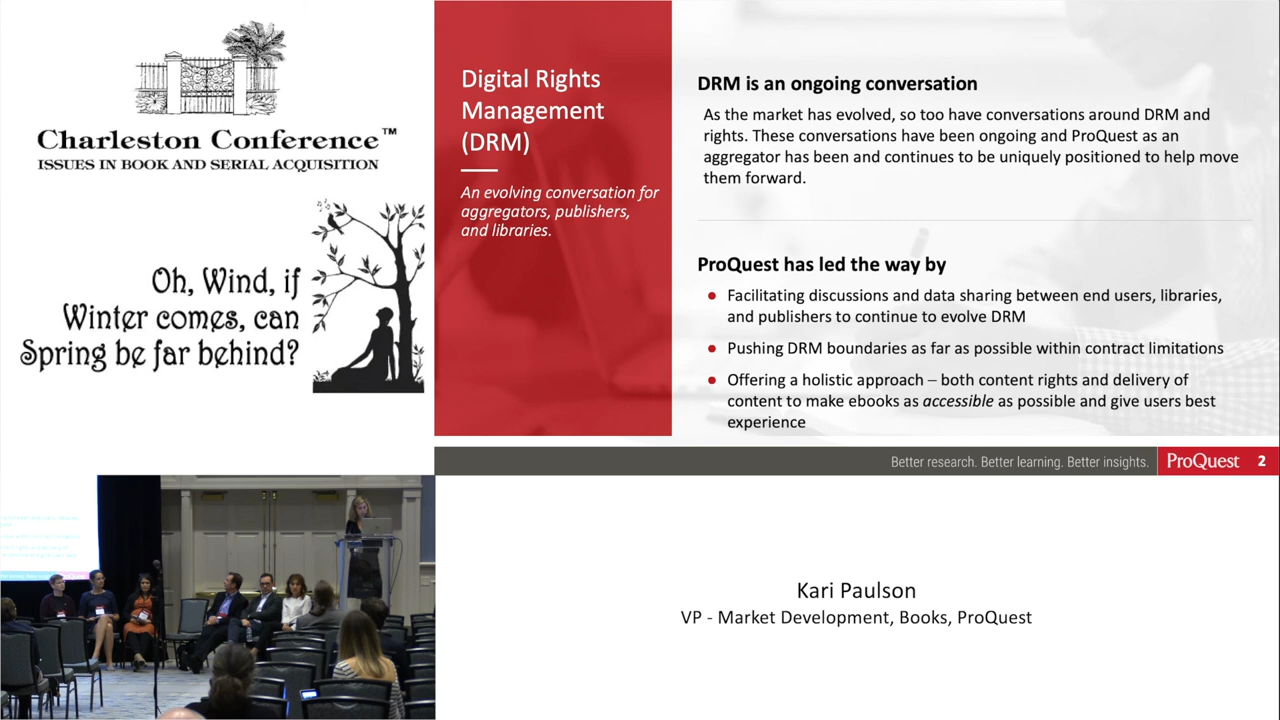 Charleston Conference™
ISSUES IN BOOK AND SERIAL ACQUISITION
Oh, Wind, if
Winter comes, can
Spring be far behind?
Digital Rights
Management
(DRM)
An evolving conversation for
aggregators, publishers,
and libraries.
DRM is an ongoing conversation
As the market has evolved, so too have conversations around DRM and
rights. These conversations have been ongoing and ProQuest as an
aggregator has been and continues to be uniquely positioned to help move
them forward.
ProQuest has led the way by
• Facilitating discussions and data sharing between end users, libraries,
and publishers to continue to evolve DRM
• Pushing DRM boundaries as far as possible within contract limitations
• Offering a holistic approach – both content rights and delivery of
content to make ebooks as accessible as possible and give users best
experience
Better research. Better learning. Better insights. ProQuest 2
Kari Paulson
VP - Market Development, Books, ProQuest